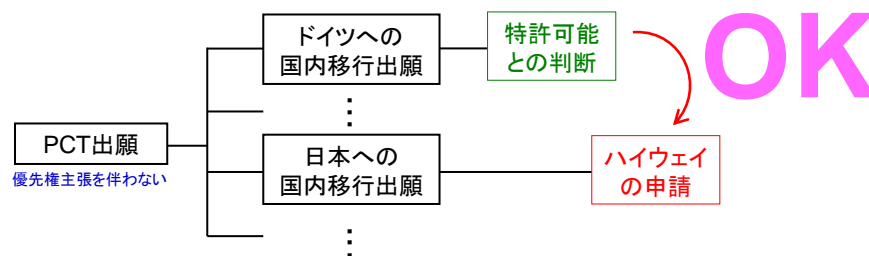 ドイツへの
国内移行出願
特許可能
との判断
OK
PCT出願
優先権主張を伴わない
日本への
国内移行出願
ハイウェイ
の申請